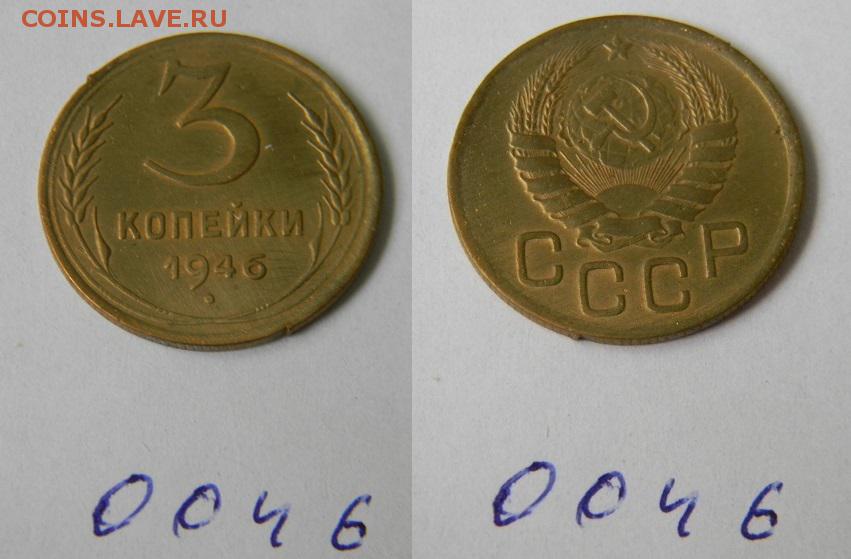 COINS.LAVE.RU
3
КОПЕЙКИ
1946
СССР
0046
0046